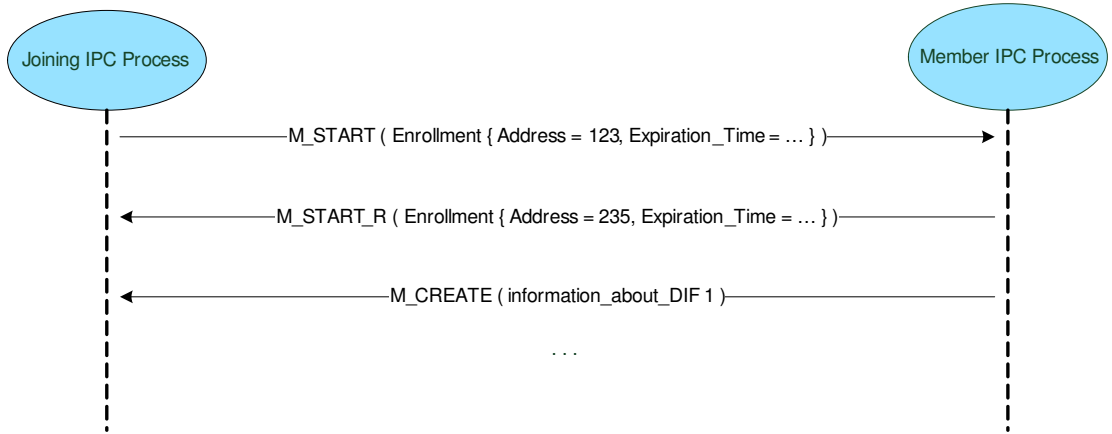 Joining IPC Process
Member IPC Process
M_START ( Enrollment { Address = 123, Expiration_Time = … } )
M_START_R ( Enrollment { Address = 235, Expiration_Time = … } )
M_CREATE ( information_about_DIF 1 )
. . .